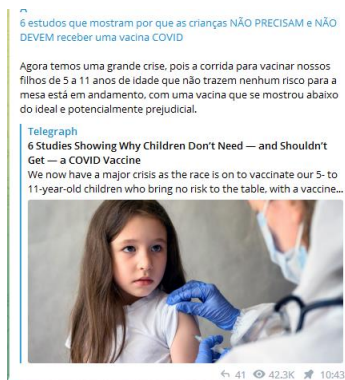 6 estudos que mostram por que as crianças NÃO PRECISAM e NÃO
DEVEM receber uma vacina COVID
Agora temos uma grande crise, pois a corrida para vacinar nossos
filhos de 5 a 11 anos de idade que não trazem nenhum risco para a
mesa está em andamento, com uma vacina que se mostrou abaixo
do ideal e potencialmente prejudicial.
Telegraph
6 Studies Showing Why Children Don't Need — and Shouldn't
Get — a COVID Vaccine
We now have a major crisis as the race is on to vaccinate our 5- to
11-year-old children who bring no risk to the table, with a vaccine...
41 42.3K 10:43